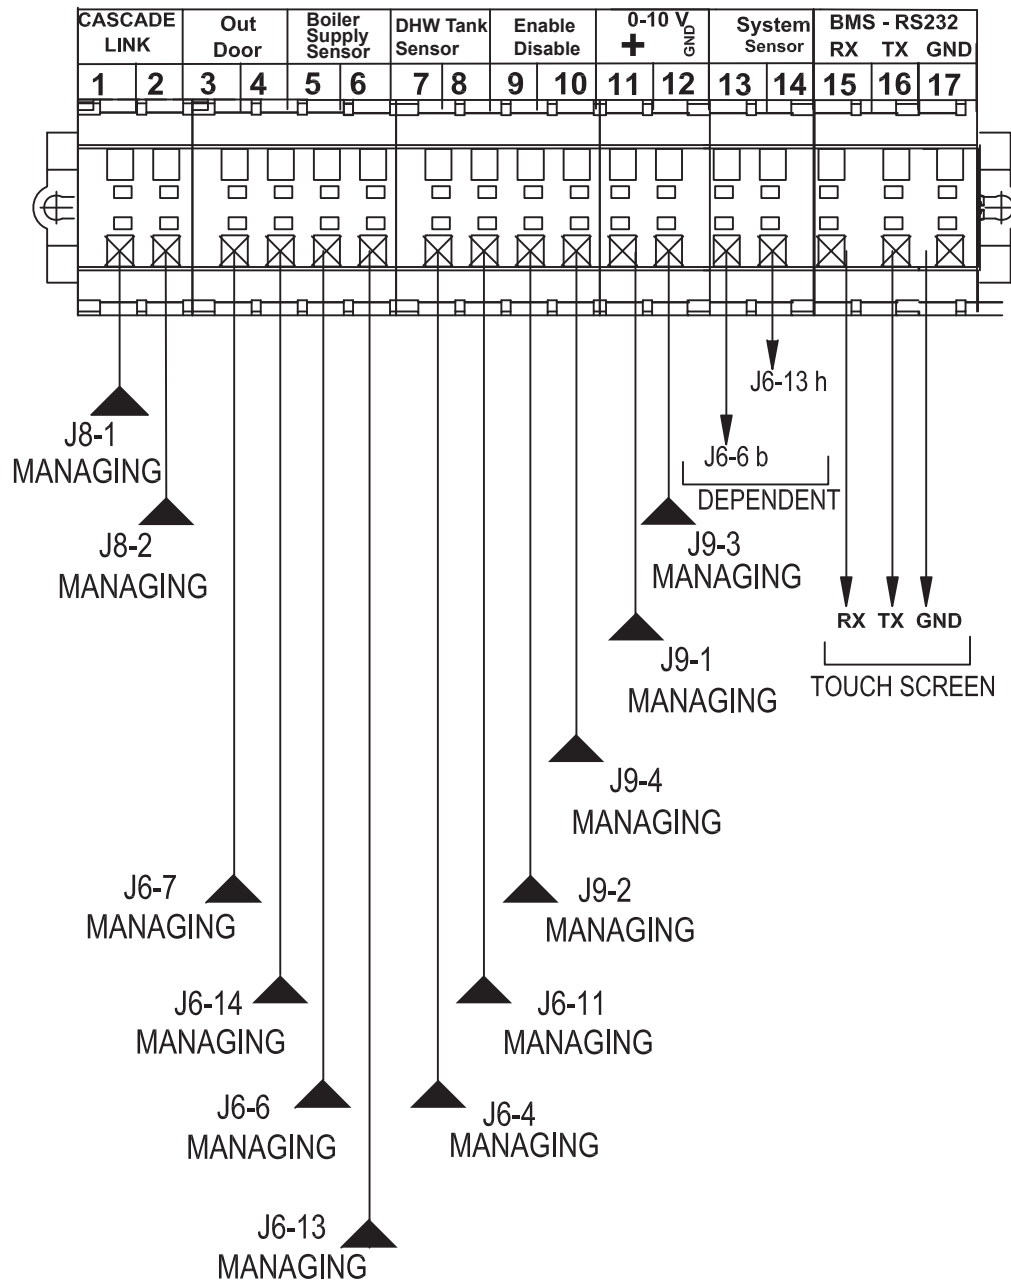 CASCADE
LINK
Out
Door
Boiler
Supply
Sensor
DHW Tank
Sensor
Enable
Disable
0-10 V
+ GND
System
Sensor
BMS - RS232
RX TX GND
1 2 3 4 5 6 7 8 9 10 11 12 13 14 15 16 17
J6-13 h
J8-1
MANAGING
J6-6 b
DEPENDENT
J8-2
MANAGING
J9-3
MANAGING
RX TX GND
TOUCH SCREEN
J9-1
MANAGING
J9-4
MANAGING
J6-7
MANAGING
J9-2
MANAGING
J6-14
MANAGING
J6-11
MANAGING
J6-6
MANAGING
J6-4
MANAGING
J6-13
MANAGING